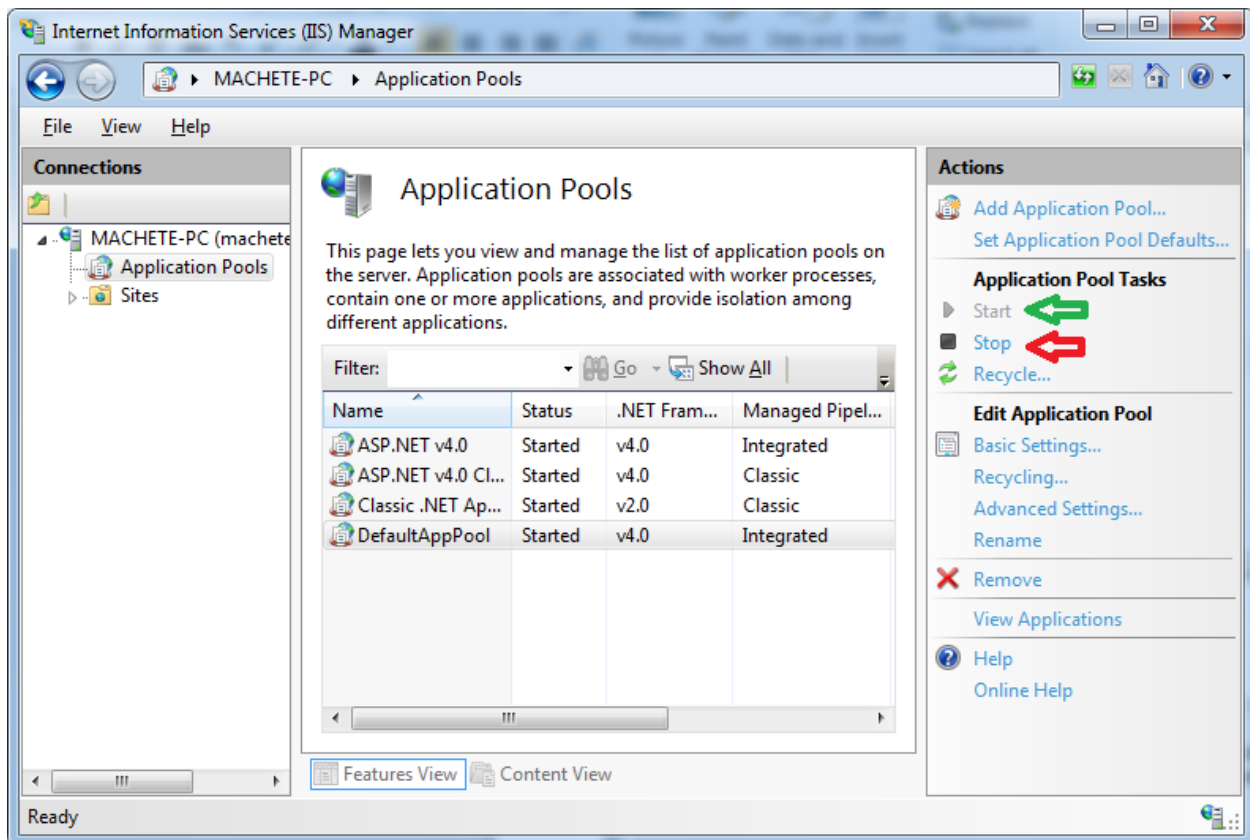 Internet Information Services (IIS) Manager
MACHETE-PC Application Pools
File View Help
Connections
MACHETE-PC (machete
Application Pools
Sites
Application Pools
This page lets you view and manage the list of application pools on
the server. Application pools are associated with worker processes,
contain one or more applications, and provide isolation among
different applications.
Filter: Go Show All
Name Status .NET Fram... Managed Pipel...
ASP.NET v4.0 Started v4.0 Integrated
ASP.NET v4.0 Cl... Started v4.0 Classic
Classic .NET Ap... Started v2.0 Classic
DefaultAppPool Started v4.0 Integrated
Features View Content View
Actions
Add Application Pool...
Set Application Pool Defaults...
Application Pool Tasks
Start
Stop
Recycle...
Edit Application Pool
Basic Settings...
Recycling...
Advanced Settings...
Rename
Remove
View Applications
Help
Online Help
Ready